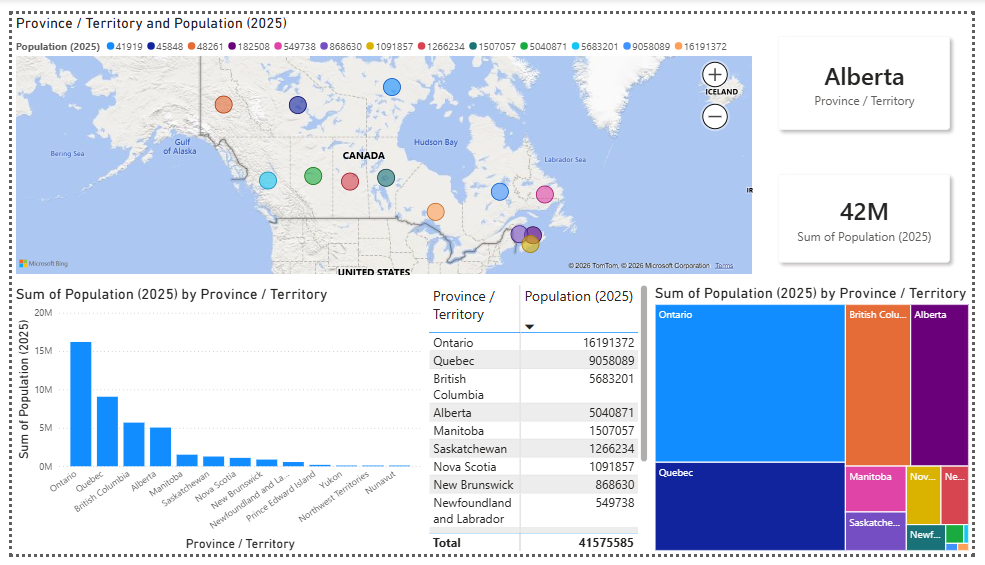 Province / Territory and Population (2025)
Population (2025) 41919 45848 48261 182508 549738 868630 1091857 1266234 1507057 5040871 5683201 9058089 16191372
ICELAND
Bering Sea
Gulf
of Alaska
Hudson Bay
CANADA
Labrador Sea
UNITED STATES
Microsoft Bing
© 2026 TomTom, © 2026 Microsoft Corporation Terms
Alberta
Province / Territory
42M
Sum of Population (2025)
Sum of Population (2025) by Province / Territory
Sum of Population (2025)
20M
15M
10M
5M
0M
Ontario
Quebec
British Columbia
Alberta
Manitoba
Saskatchewan
Nova Scotia
New Brunswick
Newfoundland and La...
Prince Edward Island
Yukon
Northwest Territories
Nunavut
Province / Territory
Province / Population (2025)
Territory
Ontario 16191372
Quebec 9058089
British 5683201
Columbia
Alberta 5040871
Manitoba 1507057
Saskatchewan 1266234
Nova Scotia 1091857
New Brunswick 868630
Newfoundland 549738
and Labrador
Total 41575585
Sum of Population (2025) by Province / Territory
Ontario
British Colu...
Alberta
Quebec
Manitoba
Nov...
Ne...
Saskatche...
Newf...